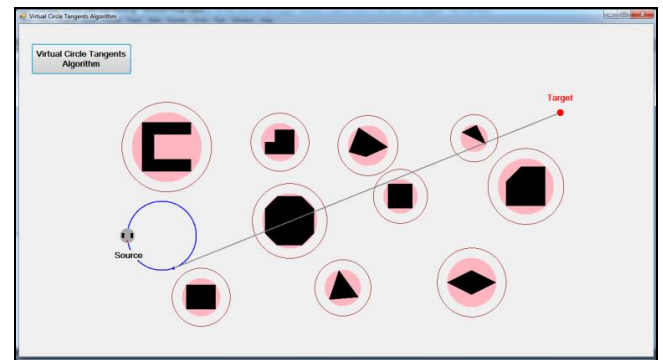 Virtual Circle Tangents Algorithm
Virtual Circle Tangents
Algorithm
Target
Source